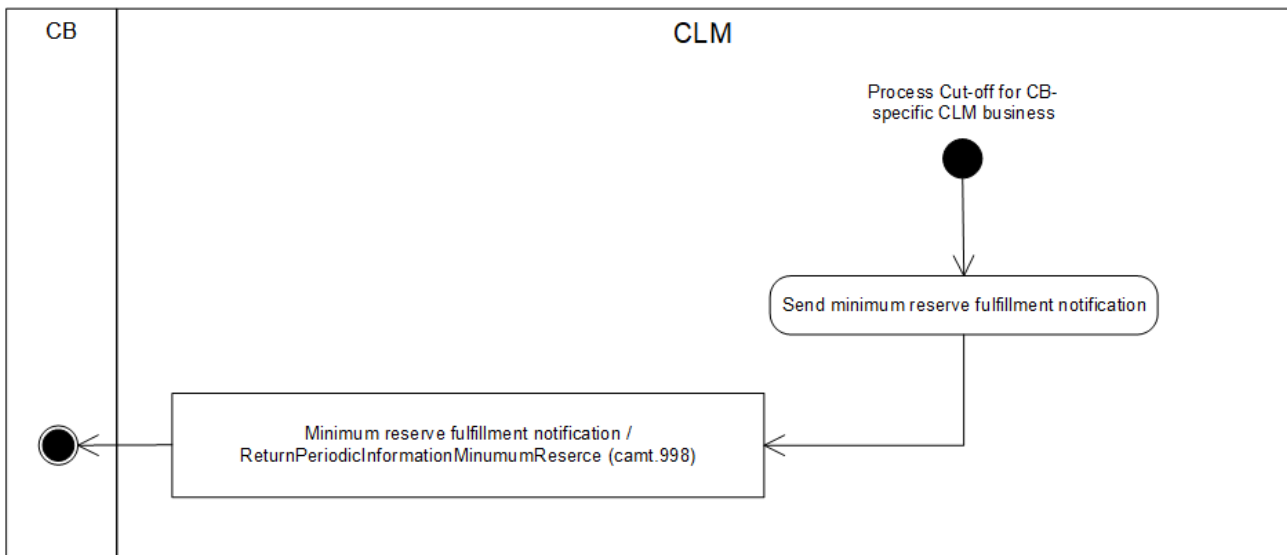 CB
CLM
Process Cut-off for CB-
specific CLM business
Send minimum reserve fulfillment notification
Minimum reserve fulfillment notification /
ReturnPeriodicInformationMinumumReserce (camt.998)